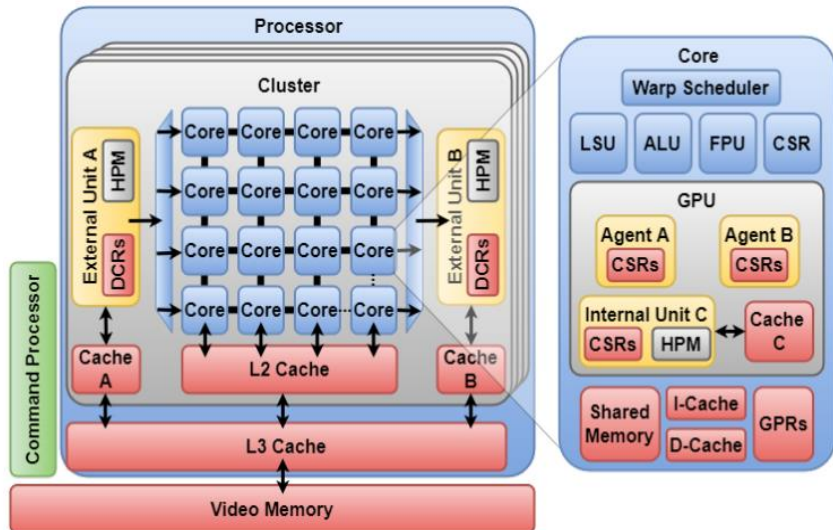 Processor
Cluster
Core Core Core Core
Core Core Core Core
Core Core Core Core
Core Core Core Core
External Unit A
HPM
DCRs
External Unit B
HPM
DCRs
Cache
A
L2 Cache
Cache
B
L3 Cache
Video Memory
Command Processor
Core
Warp Scheduler
LSU ALU FPU CSR
GPU
Agent A
CSRs
Agent B
CSRs
Internal Unit C
CSRs HPM
Cache
C
Shared
Memory
I-Cache
D-Cache
GPRs